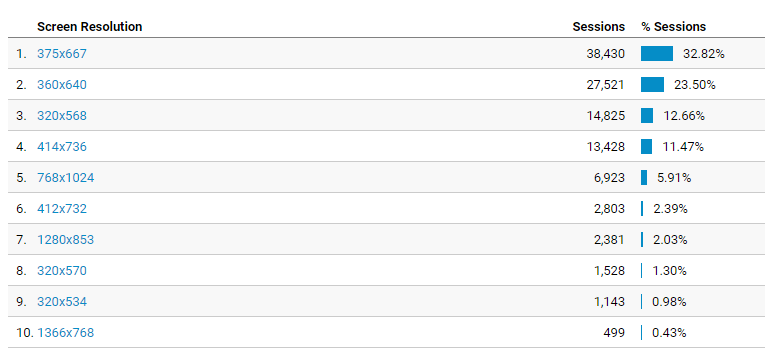 Screen Resolution Sessions % Sessions
1. 375x667 38,430 32.82%
2. 360x640 27,521 23.50%
3. 320x568 14,825 12.66%
4. 414x736 13,428 11.47%
5. 768x1024 6,923 5.91%
6. 412x732 2,803 2.39%
7. 1280x853 2,381 2.03%
8. 320x570 1,528 1.30%
9. 320x534 1,143 0.98%
10. 1366x768 499 0.43%